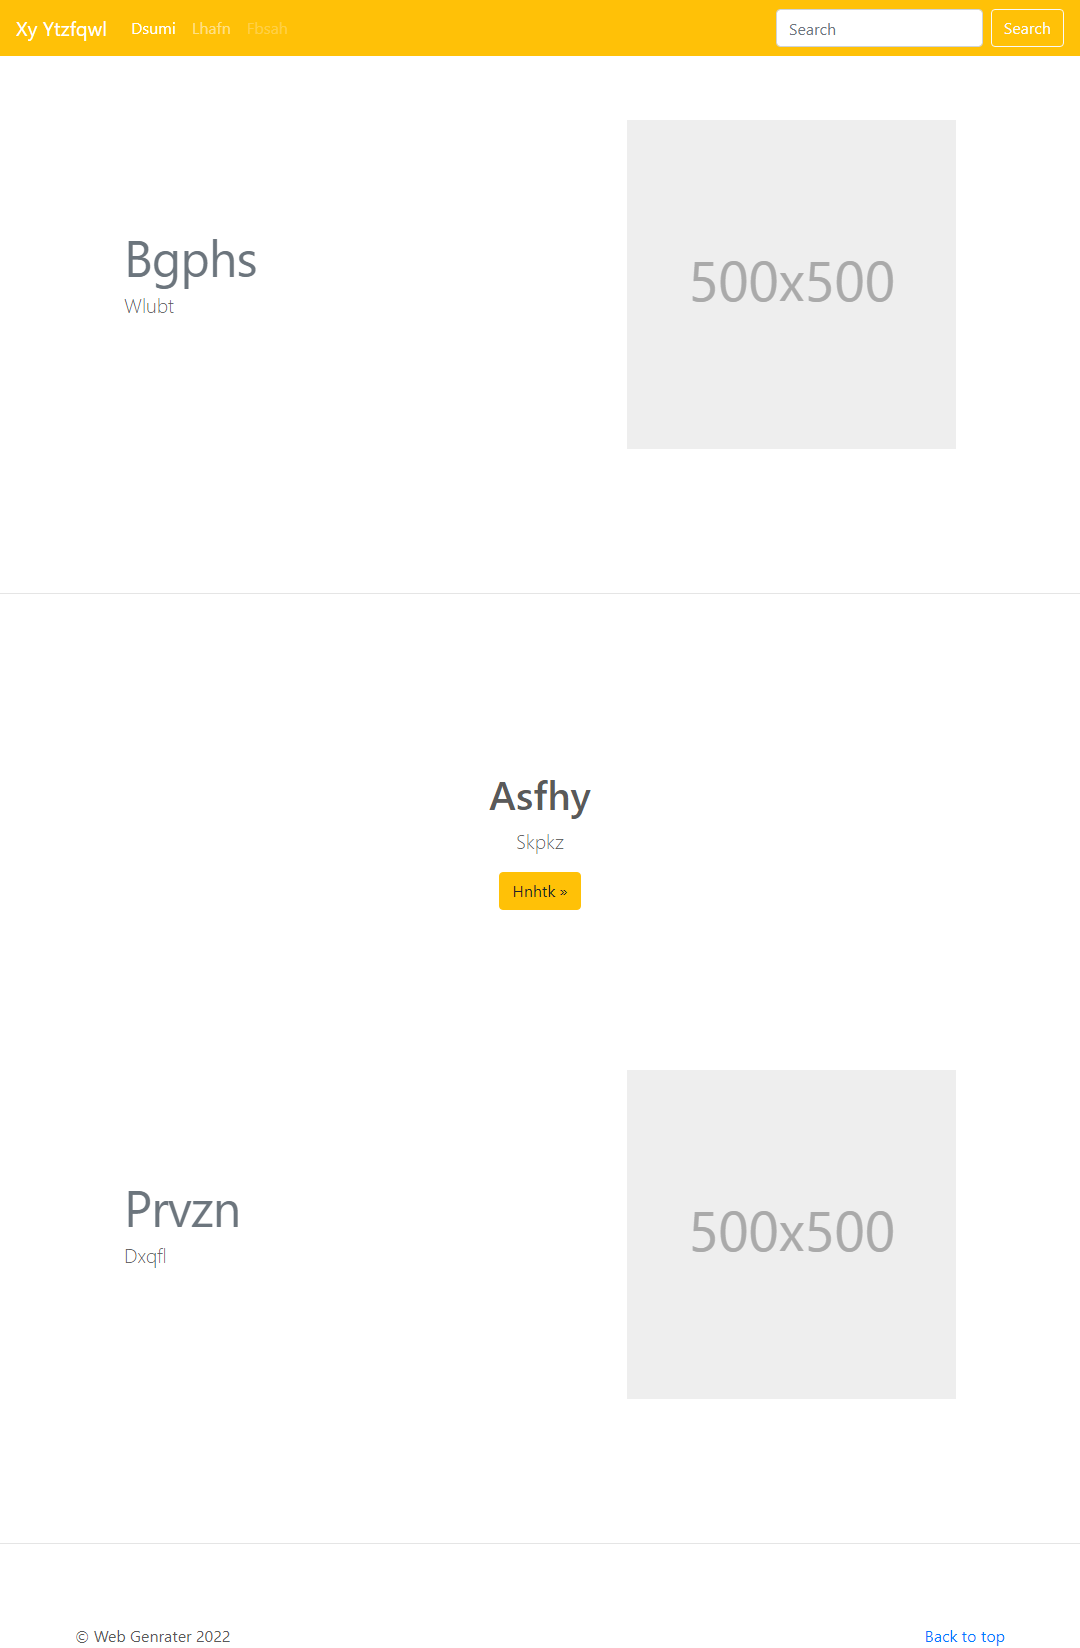 Xy Ytzfqwl Dsumi Lhafn Fbsah Search Search
Bgphs
Wlubt
500x500
Asfhy
Skpkz
Hnhtk »
Prvzn
Dxqfl
500x500
© Web Genrater 2022 Back to top